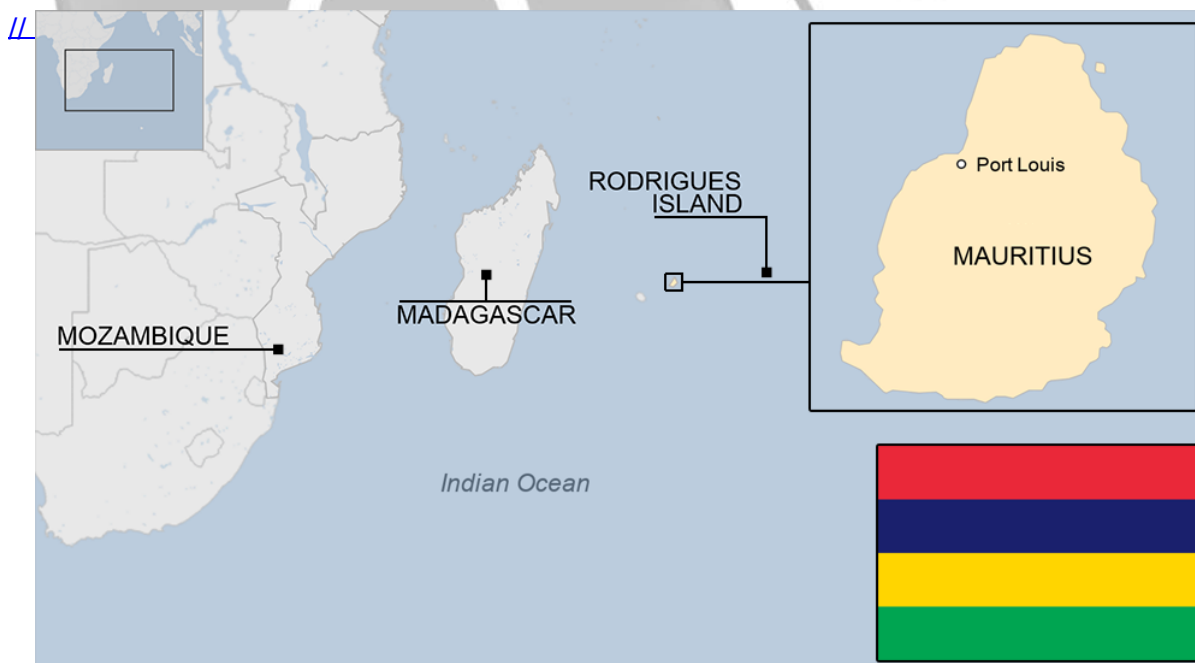 //
RODRIGUES
ISLAND
Port Louis
MAURITIUS
MADAGASCAR
MOZAMBIQUE
Indian Ocean